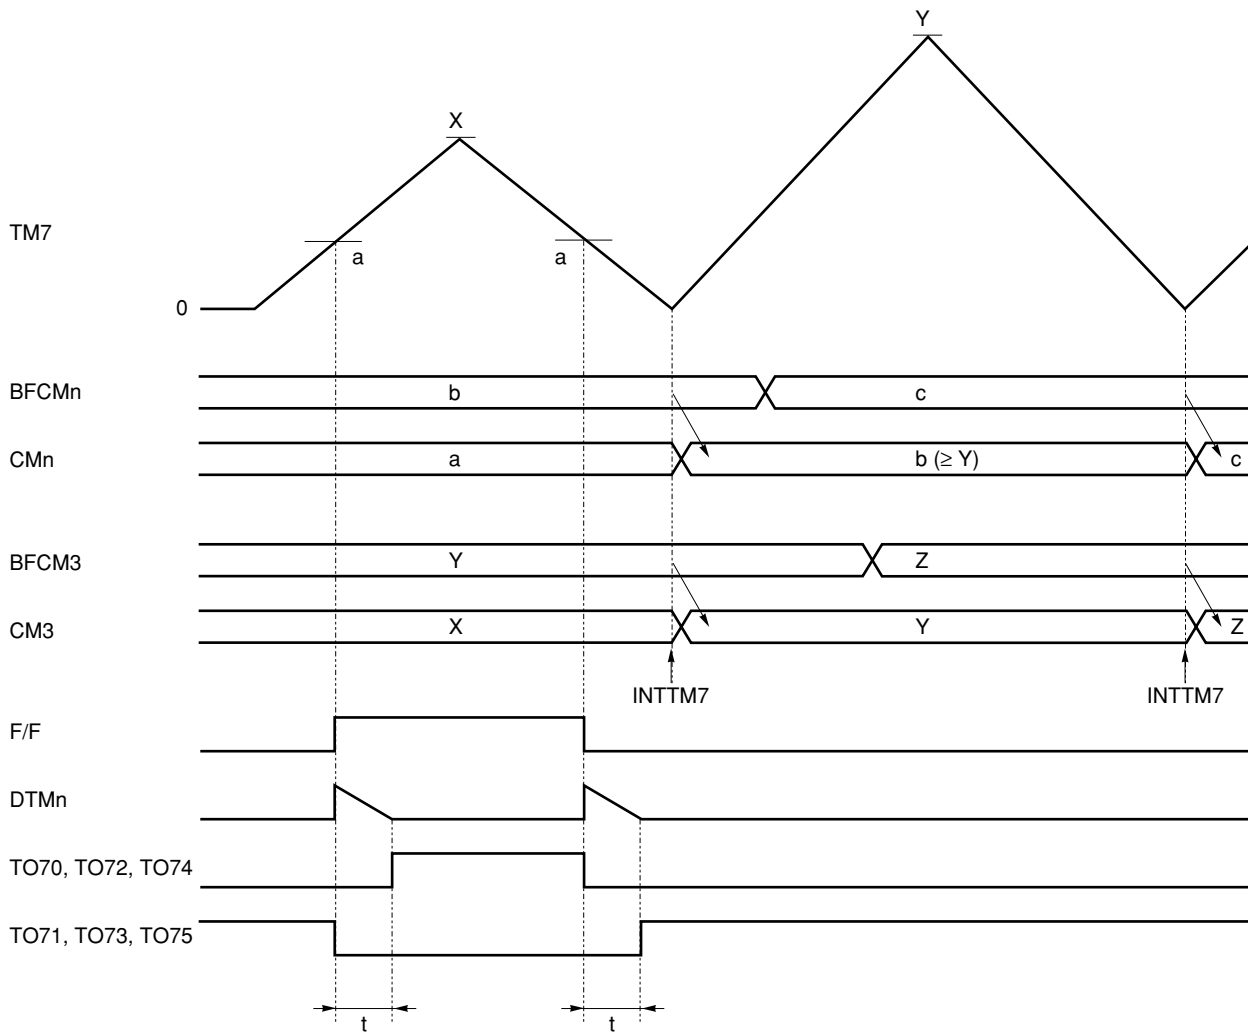 Y
X
TM7
a
a
0
BFCMn
b
c
CMn
a
b (≥ Y)
c
BFCM3
Y
Z
CM3
X
Y
Z
INTTM7
INTTM7
F/F
DTMn
TO70, TO72, TO74
TO71, TO73, TO75
t
t